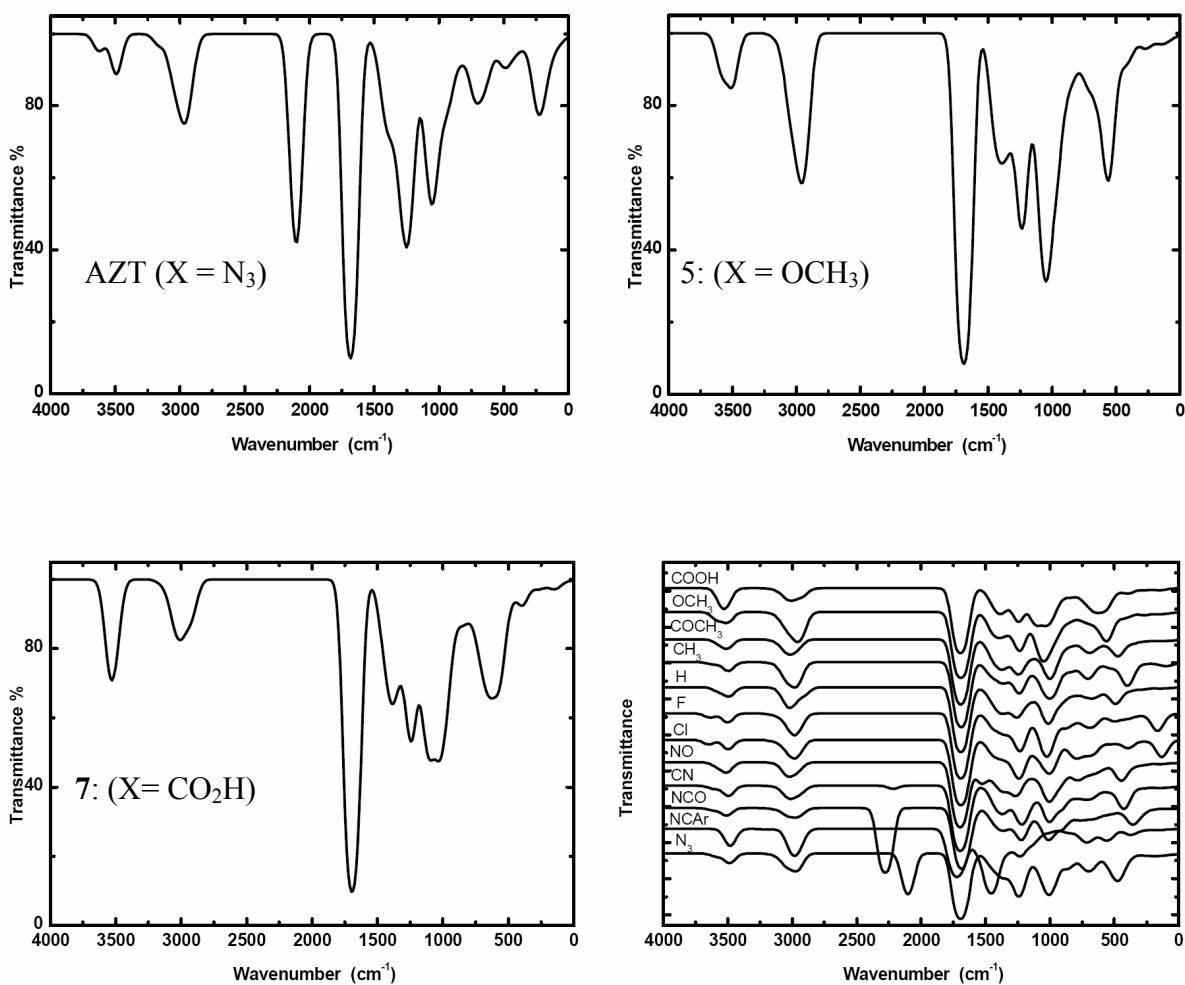 Transmittance %
80
40
0
AZT (X = N₃)
4000 3500 3000 2500 2000 1500 1000 500 0
Wavenumber (cm⁻¹)
Transmittance %
80
40
0
5: (X = OCH₃)
4000 3500 3000 2500 2000 1500 1000 500 0
Wavenumber (cm⁻¹)
Transmittance %
80
40
0
7: (X= CO₂H)
4000 3500 3000 2500 2000 1500 1000 500 0
Wavenumber (cm⁻¹)
Transmittance
COOH
OCH₃
COCH₃
CH₃
H
F
Cl
NO
CN
NCO
NCAr
N₃
4000 3500 3000 2500 2000 1500 1000 500 0
Wavenumber (cm⁻¹)